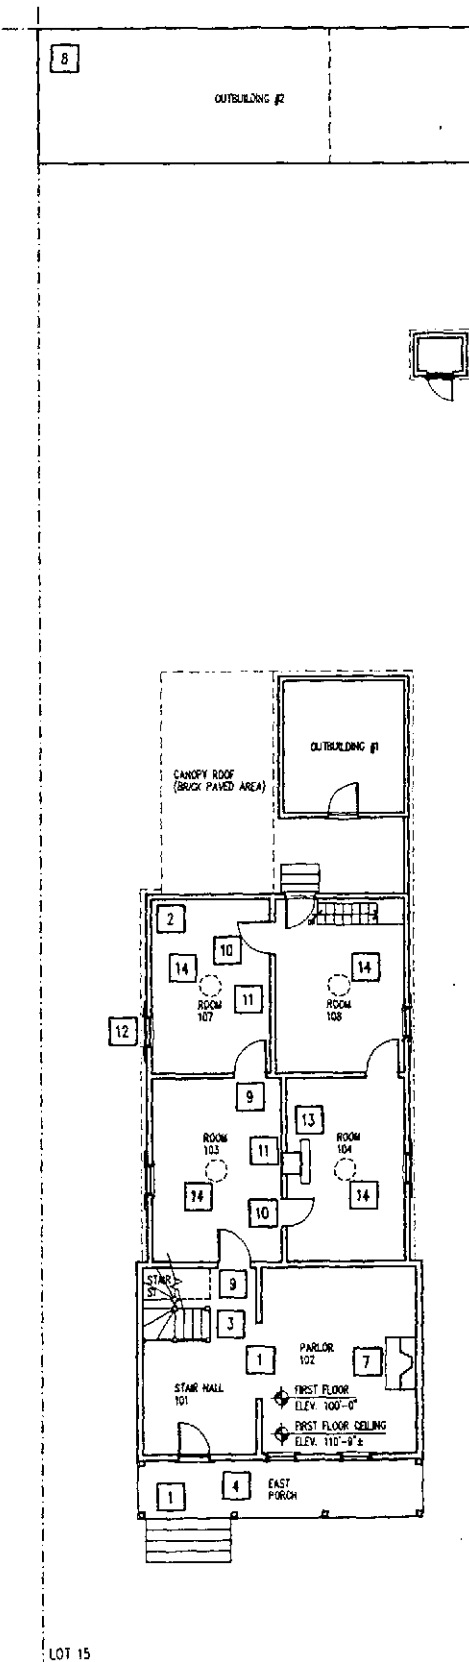 8
OUTBUILDING #2
OUTBUILDING #1
CANOPY ROOF
(BRICK PAVED AREA)
2
10
14
14
ROOM
107
11
ROOM
108
12
9
13
ROOM
103
11
ROOM
104
14
10
14
STAIR
S1
9
3
1
PARLOR
102
7
STAIR HALL
101
FIRST FLOOR
ELEV. 100'-0"
FIRST FLOOR CEILING
ELEV. 110'-9"±
1
4
EAST
PORCH
LOT 15